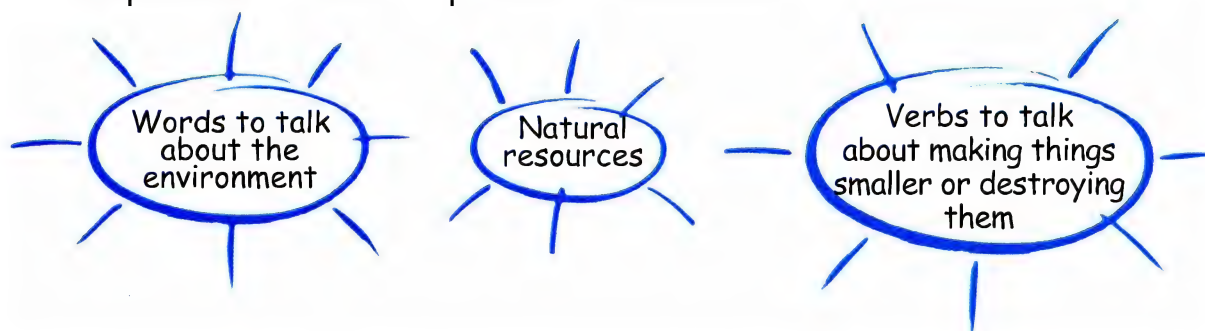 Words to talk
about the
environment
Natural
resources
Verbs to talk
about making things
smaller or destroying
them